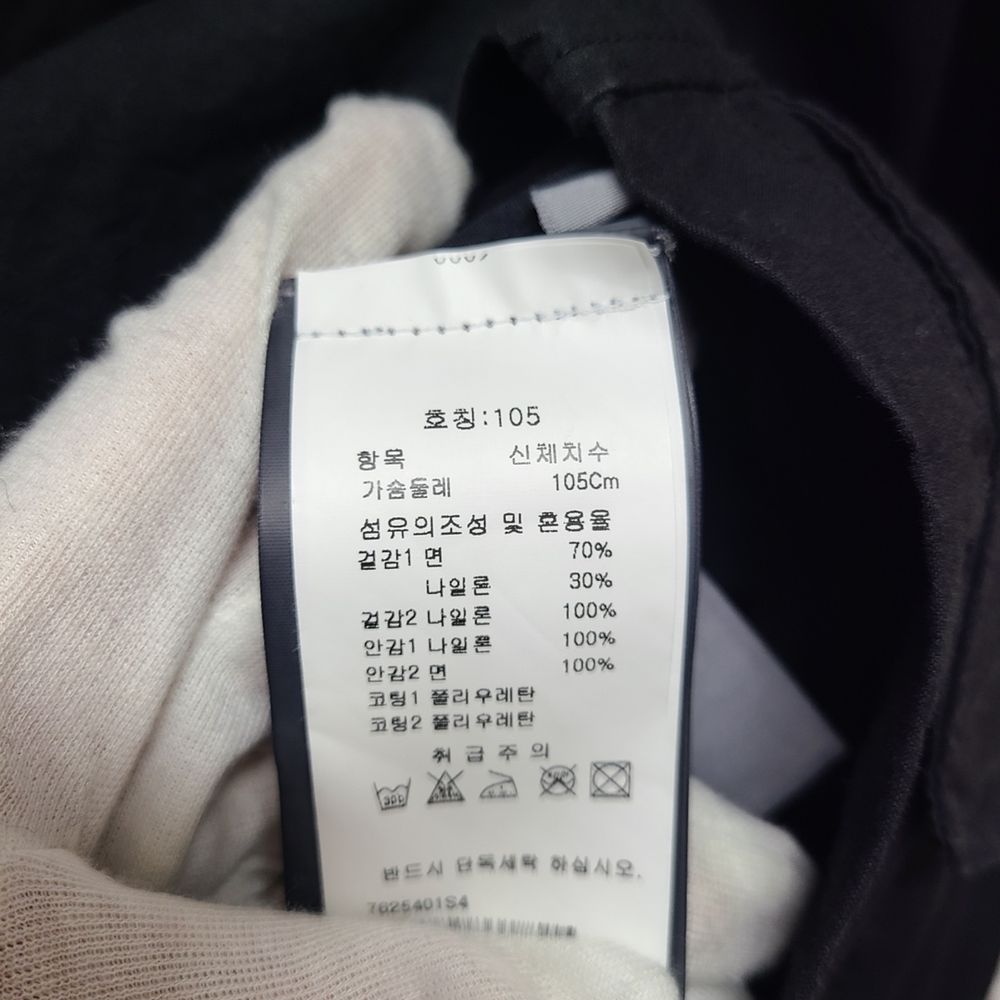 호칭:105
항목 신체치수
가슴둘레 105Cm
섬유의조성 및 혼용율
겉감1 면 70%
나일론 30%
겉감2 나일론 100%
안감1 나일론 100%
안감2 면 100%
코팅1 폴리우레탄
코팅2 폴리우레탄
취급주의
반드시 단독세탁 하십시오.
7625401S4